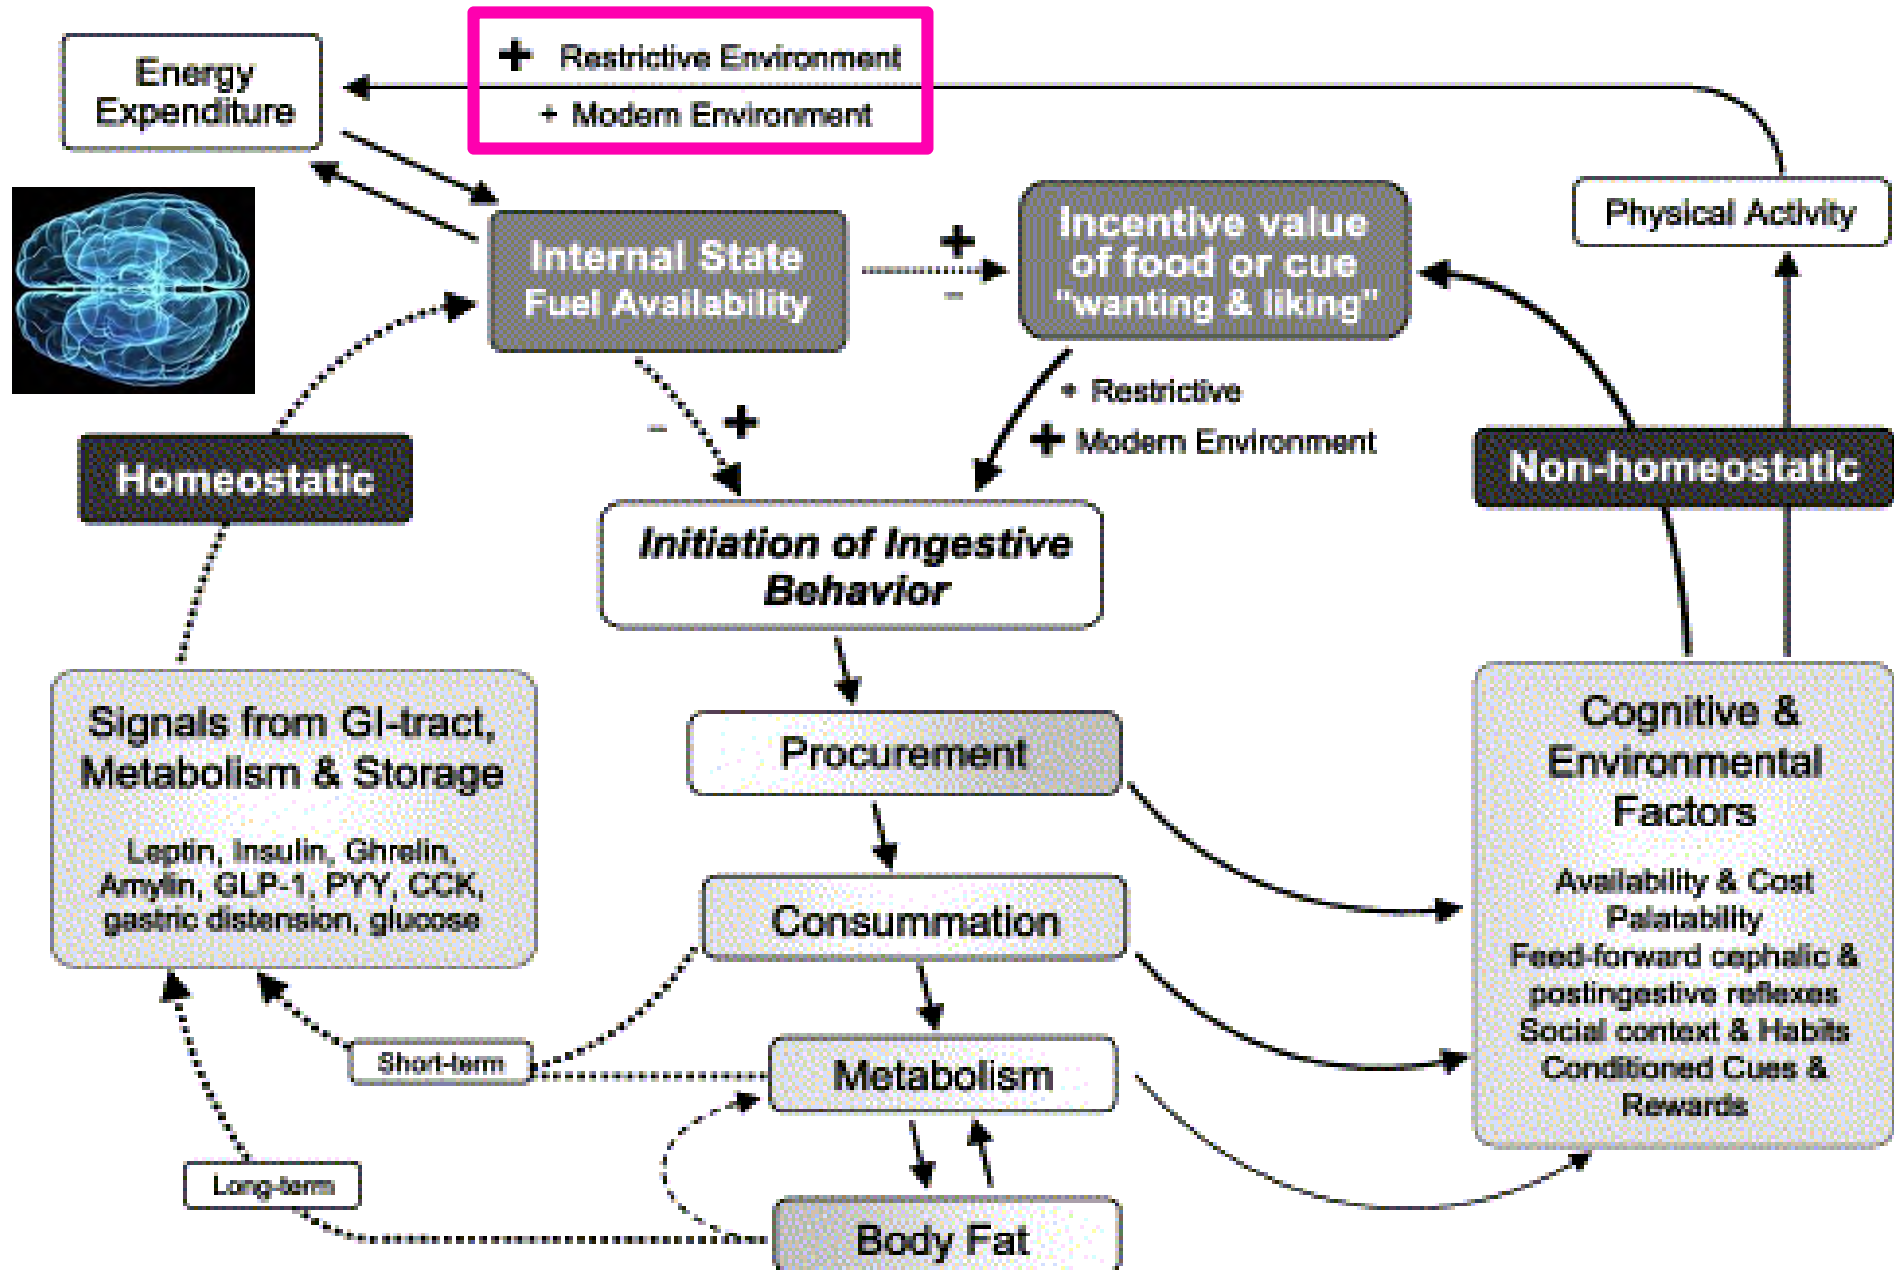 Energy
Expenditure
+ Restrictive Environment
+ Modern Environment
Physical Activity
Internal State
Fuel Availability
+
-
Incentive value
of food or cue
"wanting & liking"
+ Restrictive
+ Modern Environment
- +
Homeostatic
Non-homeostatic
Initiation of Ingestive
Behavior
Signals from GI-tract,
Metabolism & Storage
Leptin, Insulin, Ghrelin,
Amylin, GLP-1, PYY, CCK,
gastric distension, glucose
Procurement
Consummation
Short-term
Metabolism
Long-term
Body Fat
Cognitive &
Environmental
Factors
Availability & Cost
Palatability
Feed-forward cephalic &
postingestive reflexes
Social context & Habits
Conditioned Cues &
Rewards